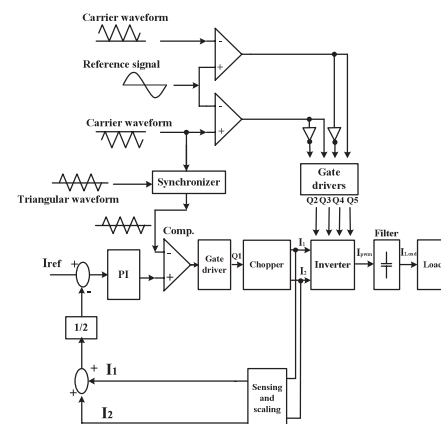 Carrier waveform
-
Reference signal
+
-
Carrier waveform
+
Synchronizer
Gate
drivers
Triangular waveform
Q2 Q3 Q4 Q5
Comp.
I1
Filter
Iref
+
-
PI
-
+
Gate
driver
Q1
Chopper
I2
Inverter
Ipwm
ILoad
Load
1/2
+
I1
+
I2
Sensing
and
scaling